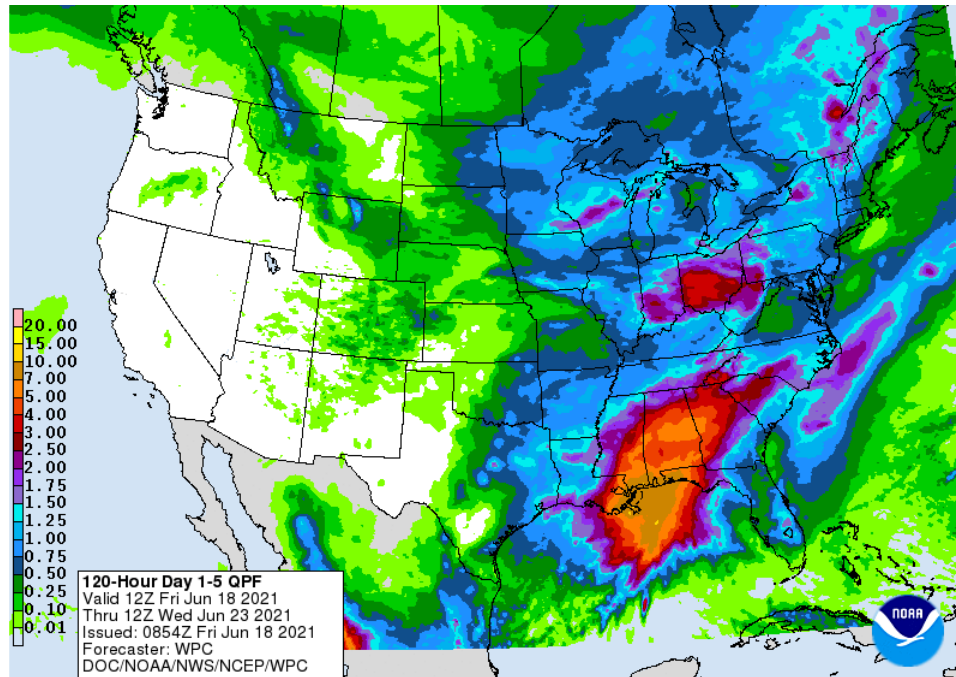 20.00
15.00
10.00
7.00
5.00
4.00
3.00
2.50
2.00
1.75
1.50
1.25
1.00
0.75
0.50
0.25
0.10
0.01
120-Hour Day 1-5 QPF
Valid 12Z Fri Jun 18 2021
Thru 12Z Wed Jun 23 2021
Issued: 0854Z Fri Jun 18 2021
Forecaster: WPC
DOC/NOAA/NWS/NCEP/WPC
NOAA